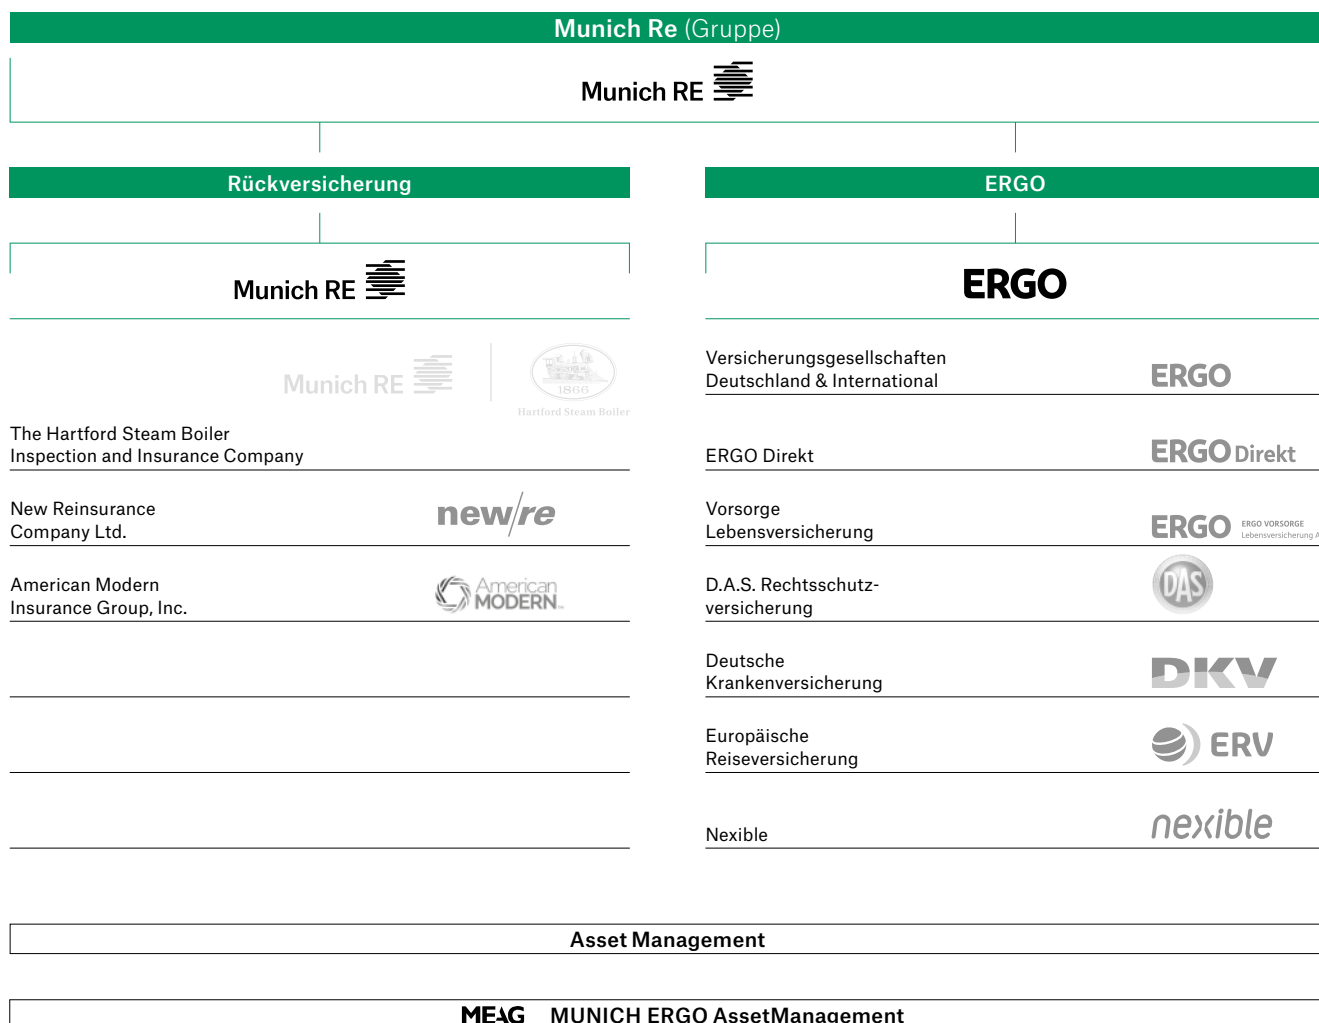 Munich Re (Gruppe)
Munich RE
Rückversicherung
Munich RE
Munich RE
1866
Hartford Steam Boiler
The Hartford Steam Boiler
Inspection and Insurance Company
New Reinsurance
Company Ltd.
new/re
American Modern
Insurance Group, Inc.
American
MODERN
ERGO
ERGO
Versicherungsgesellschaften
Deutschland & International
ERGO
ERGO Direkt
ERGO Direkt
Vorsorge
Lebensversicherung
ERGO
ERGO VORSORGE
Lebensversicherung A
D.A.S. Rechtsschutz-
versicherung
DAS
Deutsche
Krankenversicherung
DKV
Europäische
Reiseversicherung
ERV
Nexible
nexible
Asset Management
MEAG MUNICH ERGO AssetManagement